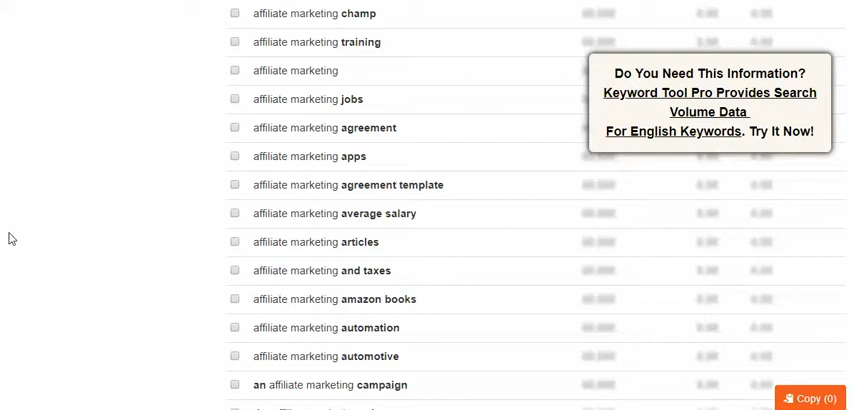 affiliate marketing champ
affiliate marketing training
affiliate marketing
affiliate marketing jobs
affiliate marketing agreement
affiliate marketing apps
affiliate marketing agreement template
affiliate marketing average salary
affiliate marketing articles
affiliate marketing and taxes
affiliate marketing amazon books
affiliate marketing automation
affiliate marketing automotive
an affiliate marketing campaign
Do You Need This Information?
Keyword Tool Pro Provides Search
Volume Data
For English Keywords. Try It Now!
Copy (0)